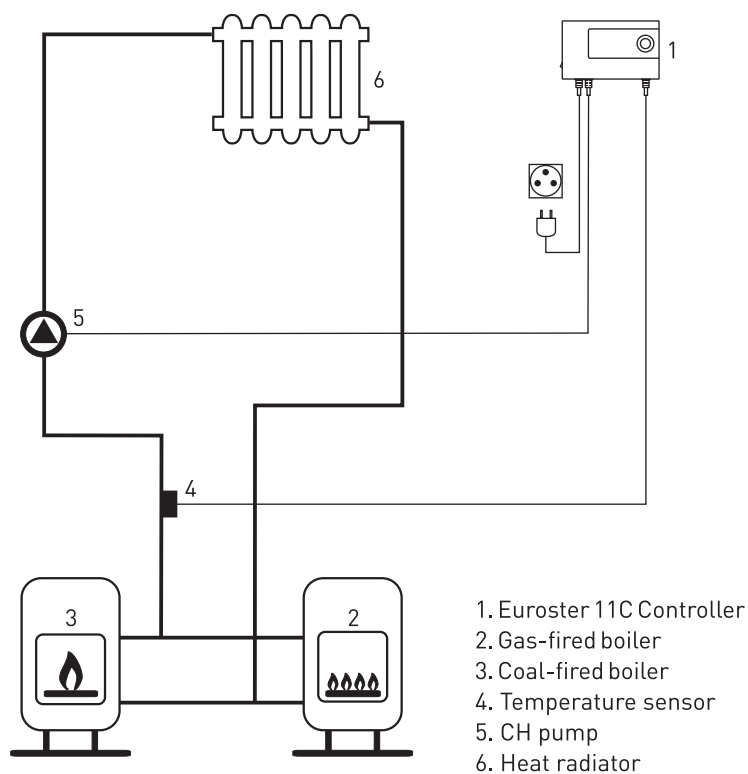 6
1
5
4
3
2
1. Euroster 11C Controller
2. Gas-fired boiler
3. Coal-fired boiler
4. Temperature sensor
5. CH pump
6. Heat radiator